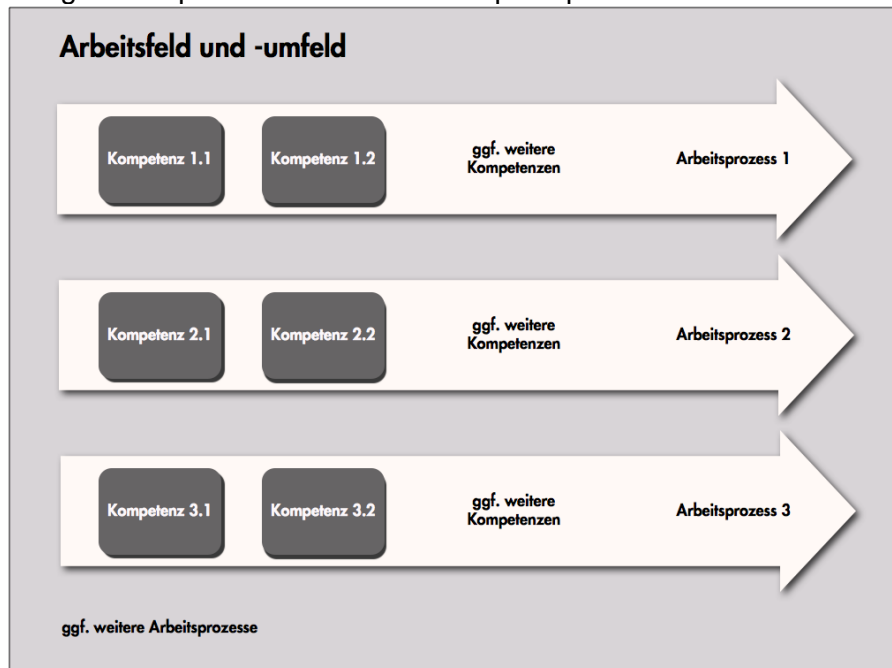 Arbeitsfeld und -umfeld
Kompetenz 1.1
Kompetenz 1.2
ggf. weitere
Kompetenzen
Arbeitsprozess 1
Kompetenz 2.1
Kompetenz 2.2
ggf. weitere
Kompetenzen
Arbeitsprozess 2
Kompetenz 3.1
Kompetenz 3.2
ggf. weitere
Kompetenzen
Arbeitsprozess 3
ggf. weitere Arbeitsprozesse